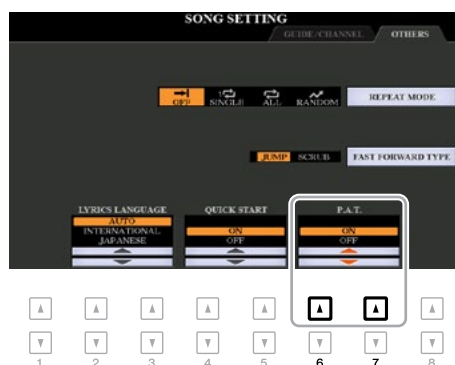 SONG SETTING
GUIDE/CHANNEL OTHERS
OFF 1 SINGLE ALL RANDOM REPEAT MODE
JUMP SCRUB FAST FORWARD TYPE
LYRICS LANGUAGE QUICK START P.A.T.
AUTO
INTERNATIONAL ON ON
JAPANESE OFF OFF
1 2 3 4 5 6 7 8